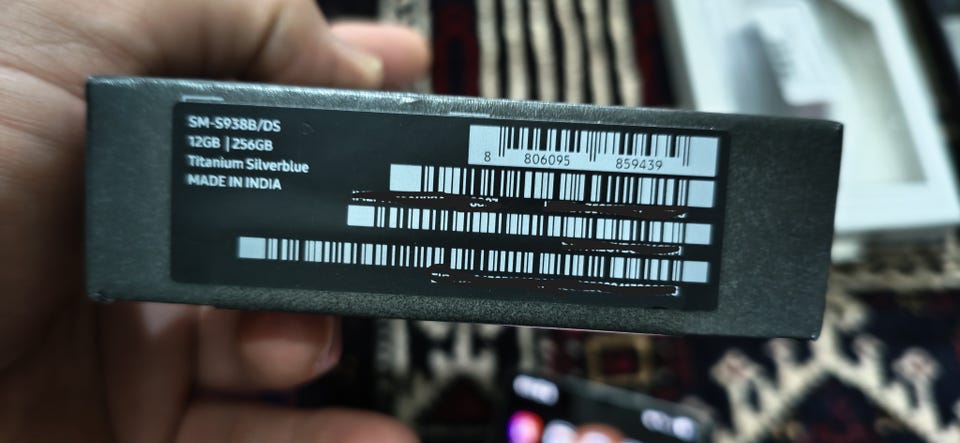 SM-S938B/DS
12GB | 256GB
Titanium Silverblue
MADE IN INDIA
8 806095 859439